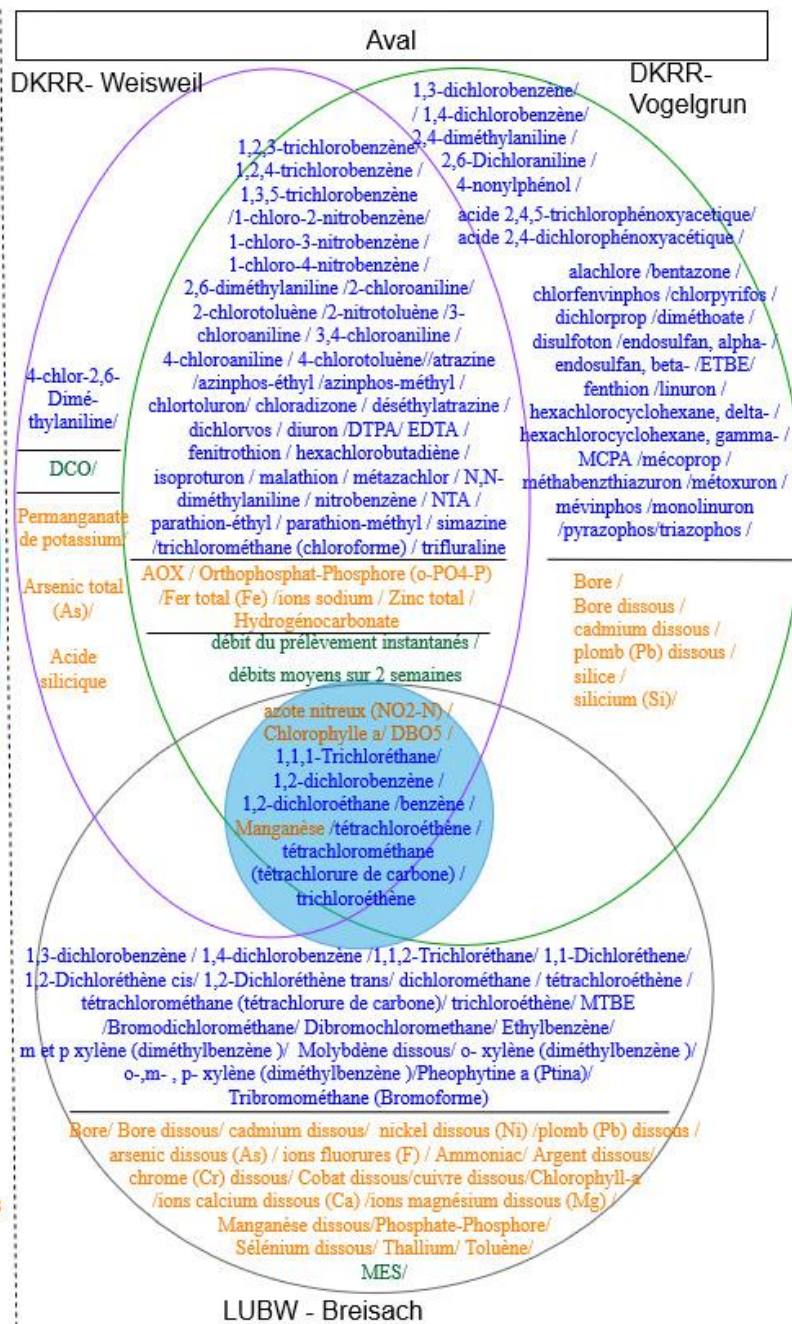 Aval
DKRR- Weisweil
DKRR-
Vogelgrun
1,3-dichlorobenzène/
/ 1,4-dichlorobenzène/
2,4-diméthylaniline /
2,6-Dichloraniline /
4-nonylphénol /
acide 2,4,5-trichlorophénoxyacetique/
acide 2,4-dichlorophénoxyacétique /
alachlore /bentazone /
chlorfenvinphos /chlorpyrifos /
dichlorprop /diméthoate /
disulfoton /endosulfan, alpha- /
endosulfan, beta- /ETBE/
fenthion /linuron /
hexachlorocyclohexane, delta- /
hexachlorocyclohexane, gamma- /
MCPA /mécoprop /
méthabenzthiazuron /métoxuron /
mévinphos /monolinuron
/pyrazophos/triazophos /
Bore /
Bore dissous /
cadmium dissous /
plomb (Pb) dissous /
silice /
silicium (Si)/
1,2,3-trichlorobenzène/
1,2,4-trichlorobenzène /
1,3,5-trichlorobenzène
/1-chloro-2-nitrobenzène/
1-chloro-3-nitrobenzène /
1-chloro-4-nitrobenzène /
2,6-diméthylaniline /2-chloroaniline/
2-chlorotoluène /2-nitrotoluène /3-
chloroaniline / 3,4-chloroaniline /
4-chloroaniline / 4-chlorotoluène//atrazine
/azinphos-éthyl /azinphos-méthyl /
chlortoluron/ chloradizone / déséthylatrazine /
dichlorvos / diuron /DTPA/ EDTA /
fenitrothion / hexachlorobutadiène /
isoproturon / malathion / métazachlor / N,N-
diméthylaniline / nitrobenzène / NTA /
parathion-éthyl / parathion-méthyl / simazine
/trichlorométhane (chloroforme) / trifluraline
AOX / Orthophosphat-Phosphore (o-PO4-P)
/Fer total (Fe) /ions sodium / Zinc total /
Hydrogénocarbonate
débit du prélèvement instantanés /
débits moyens sur 2 semaines
4-chlor-2,6-
Dimé-
thylaniline/
DCO/
Permanganate
de potassium/
Arsenic total
(As)/
Acide
silicique
azote nitreux (NO2-N) /
Chlorophylle a/ DBO5 /
1,1,1-Trichloréthane/
1,2-dichlorobenzène /
1,2-dichloroéthane /benzène /
Manganèse /tétrachloroéthène /
tétrachlorométhane
(tétrachlorure de carbone) /
trichloroéthène
1,3-dichlorobenzène / 1,4-dichlorobenzène /1,1,2-Trichloréthane/ 1,1-Dichloréthene/
1,2-Dichloréthène cis/ 1,2-Dichloréthène trans/ dichlorométhane / tétrachloroéthène /
tétrachlorométhane (tétrachlorure de carbone)/ trichloroéthène/ MTBE
/Bromodichlorométhane/ Dibromochloromethane/ Ethylbenzène/
m et p xylène (diméthylbenzène )/ Molybdène dissous/ o- xylène (diméthylbenzène )/
o-,m- , p- xylène (diméthylbenzène )/Pheophytine a (Ptina)/
Tribromométhane (Bromoforme)
Bore/ Bore dissous/ cadmium dissous/ nickel dissous (Ni) /plomb (Pb) dissous /
arsenic dissous (As) / ions fluorures (F) / Ammoniac/ Argent dissous/
chrome (Cr) dissous/ Cobat dissous/cuivre dissous/Chlorophyll-a
/ions calcium dissous (Ca) /ions magnésium dissous (Mg) /
Manganèse dissous/Phosphate-Phosphore/
Sélénium dissous/ Thallium/ Toluène/
MES/
LUBW - Breisach